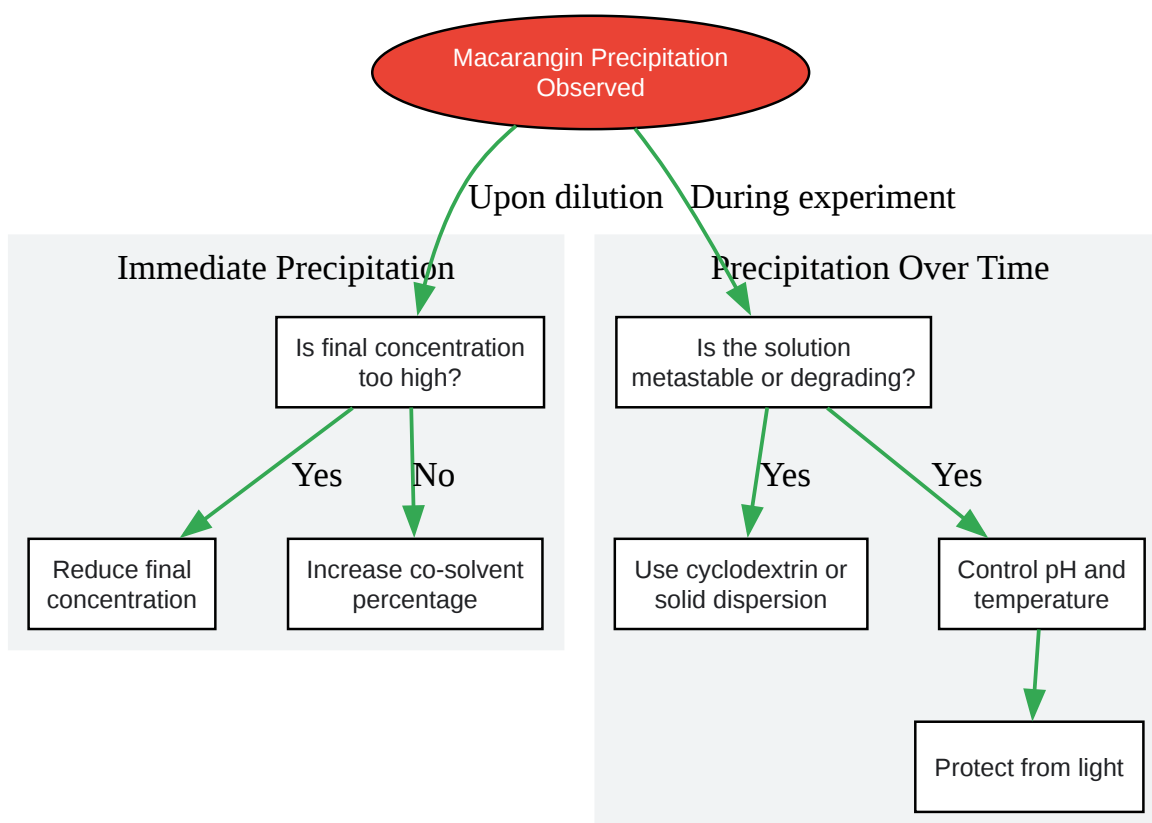 Macarangin Precipitation
Observed
Upon dilution
During experiment
Immediate Precipitation
Precipitation Over Time
Is final concentration
too high?
Is the solution
metastable or degrading?
Yes
No
Yes
Yes
Reduce final
concentration
Increase co-solvent
percentage
Use cyclodextrin or
solid dispersion
Control pH and
temperature
Protect from light